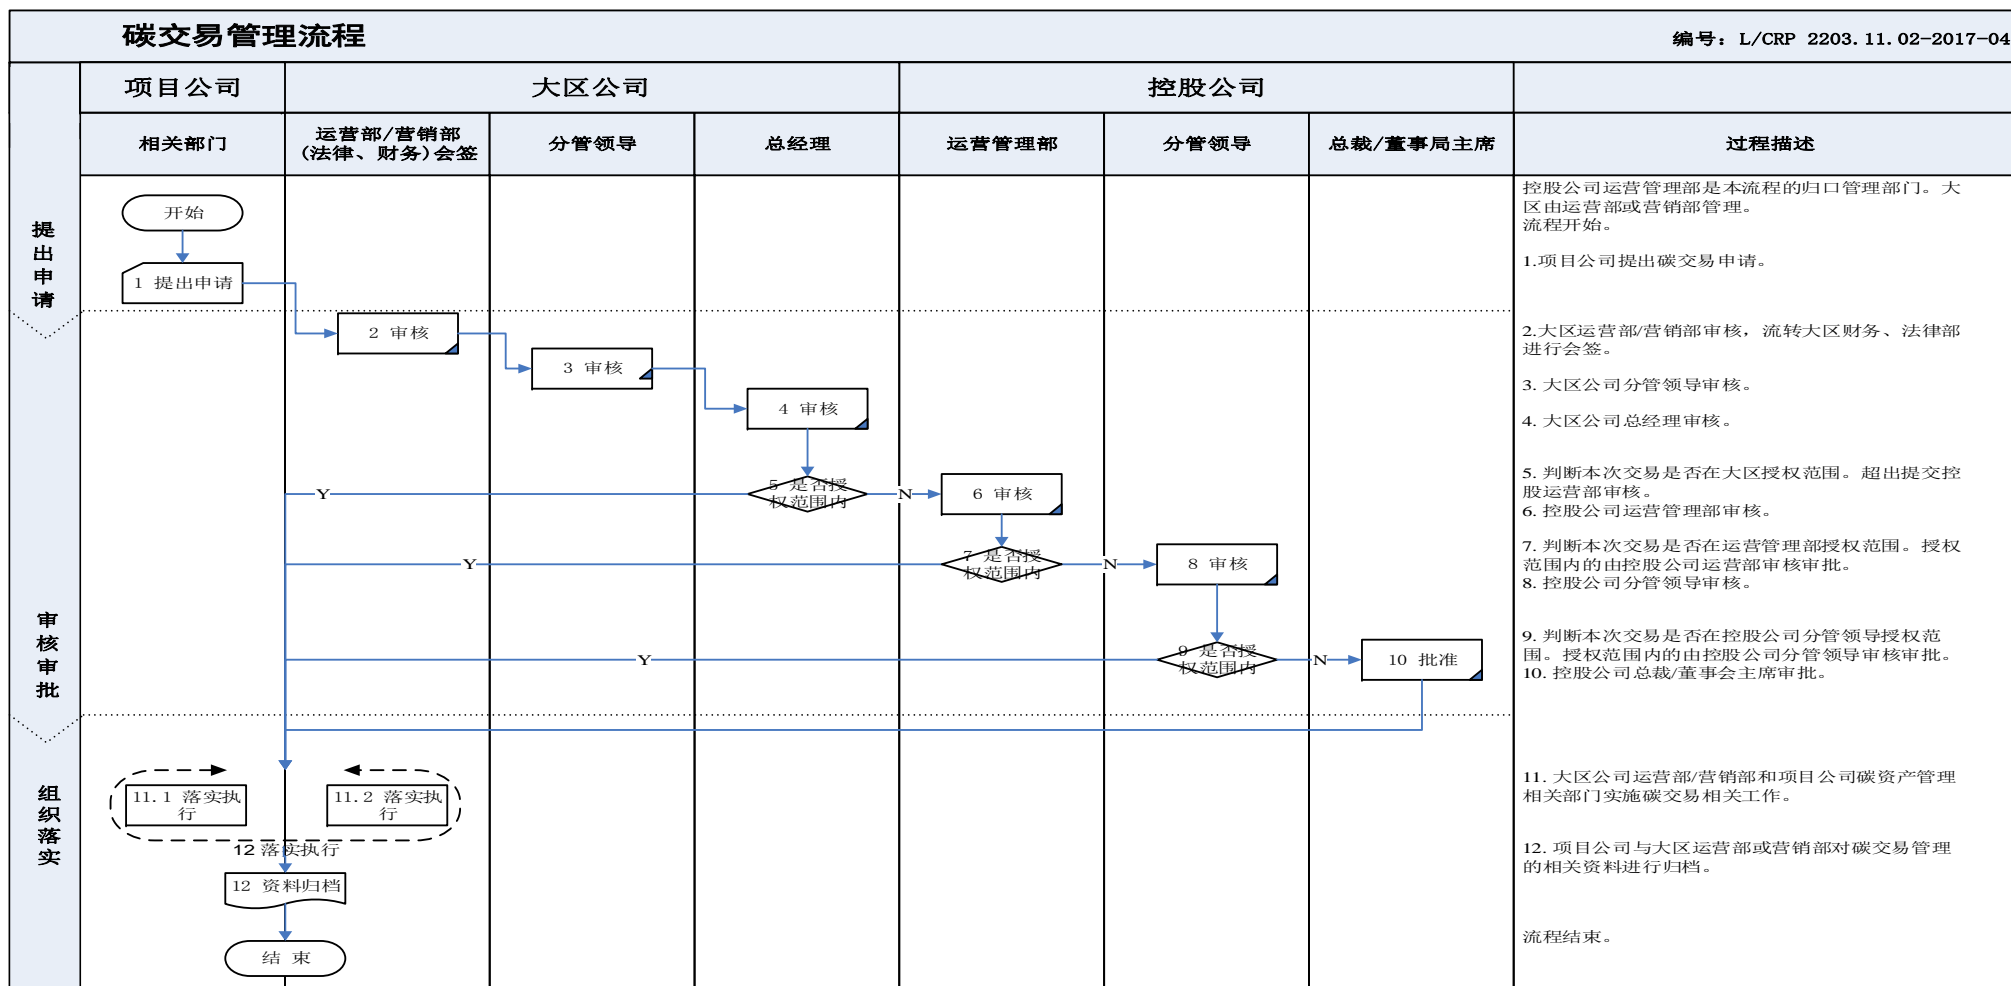 碳交易管理流程
编号: L/CRP 2203.11.02-2017-04
项目公司
大区公司
控股公司
相关部门
运营部/营销部
(法律、财务)会签
分管领导
总经理
运营管理部
分管领导
总裁/董事局主席
过程描述
提出申请
开始
1 提出申请
控股公司运营管理部是本流程的归口管理部门。大
区由运营部或营销部管理。
流程开始。
1.项目公司提出碳交易申请。
审核审批
2 审核
3 审核
4 审核
5 是否授
权范围内
Y
N
6 审核
7 是否授
权范围内
Y
N
8 审核
9 是否授
权范围内
Y
N
10 批准
2.大区运营部/营销部审核，流转大区财务、法律部
进行会签。
3. 大区公司分管领导审核。
4. 大区公司总经理审核。
5. 判断本次交易是否在大区授权范围。超出提交控
股运营部审核。
6. 控股公司运营管理部审核。
7. 判断本次交易是否在运营管理部授权范围。授权
范围内的由控股公司运营部审核审批。
8. 控股公司分管领导审核。
9. 判断本次交易是否在控股公司分管领导授权范
围。授权范围内的由控股公司分管领导审核审批。
10. 控股公司总裁/董事会主席审批。
组织落实
11.1 落实执
行
11.2 落实执
行
12 落实执行
12 资料归档
结 束
11. 大区公司运营部/营销部和项目公司碳资产管理
相关部门实施碳交易相关工作。
12. 项目公司与大区运营部或营销部对碳交易管理
的相关资料进行归档。
流程结束。